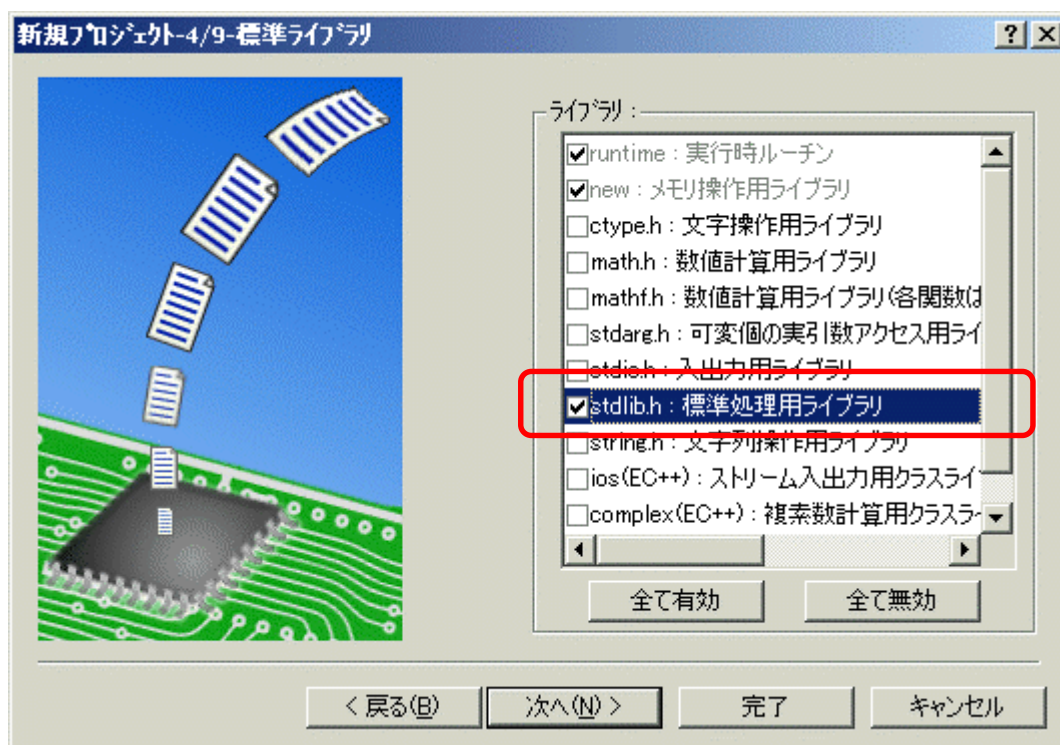 新規プロジェクト-4/9-標準ライブラリ
ライブラリ :
runtime : 実行時ルーチン
new : メモリ操作用ライブラリ
ctype.h : 文字操作用ライブラリ
math.h : 数値計算用ライブラリ
mathf.h : 数値計算用ライブラリ(各関数は
stdarg.h : 可変個の実引数アクセス用ライ
stdio.h : 入出力用ライブラリ
stdlib.h : 標準処理用ライブラリ
string.h : 文字列操作用ライブラリ
ios(EC++) : ストリーム入出力用クラスライ
complex(EC++) : 複素数計算用クラスラ
全て有効
全て無効
< 戻る(B)
次へ(N) >
完了
キャンセル